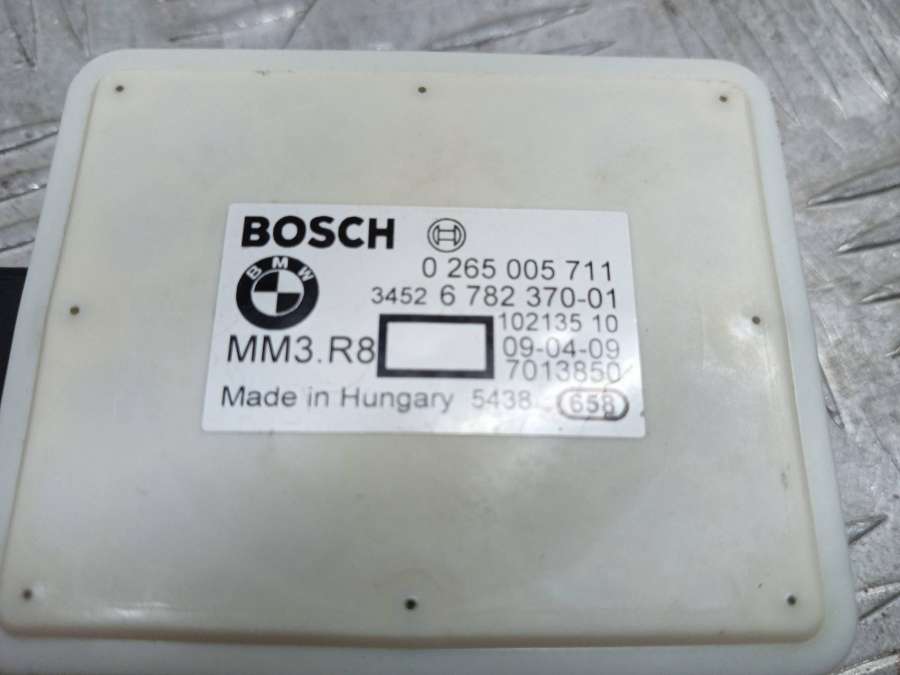 BOSCH
BMW
0 265 005 711
3452 6 782 370-01
102135 10
MM3.R8
09-04-09
7013850
Made in Hungary 5438 658